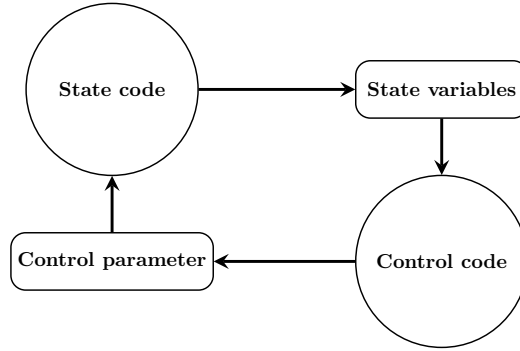 State code
State variables
Control parameter
Control code